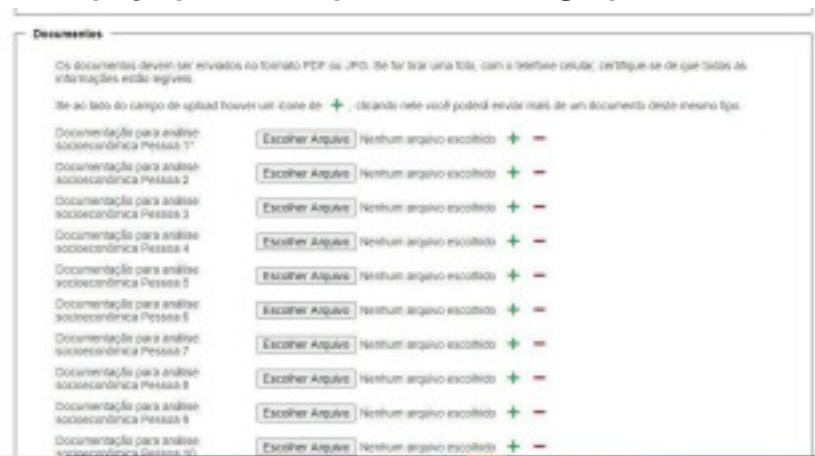 Documentos
Os documentos devem ser enviados no formato PDF ou JPG. Se for tirar uma foto, com o telefone celular, certifique-se de que todas as
informações estão legíveis.
Se ao lado do campo de upload houver um ícone de + , clicando nele você poderá enviar mais de um documento deste mesmo tipo.
Documentação para análise
socioeconômica Pessoa 1*
Escolher Arquivo Nenhum arquivo escolhido + −
Documentação para análise
socioeconômica Pessoa 2
Escolher Arquivo Nenhum arquivo escolhido + −
Documentação para análise
socioeconômica Pessoa 3
Escolher Arquivo Nenhum arquivo escolhido + −
Documentação para análise
socioeconômica Pessoa 4
Escolher Arquivo Nenhum arquivo escolhido + −
Documentação para análise
socioeconômica Pessoa 5
Escolher Arquivo Nenhum arquivo escolhido + −
Documentação para análise
socioeconômica Pessoa 6
Escolher Arquivo Nenhum arquivo escolhido + −
Documentação para análise
socioeconômica Pessoa 7
Escolher Arquivo Nenhum arquivo escolhido + −
Documentação para análise
socioeconômica Pessoa 8
Escolher Arquivo Nenhum arquivo escolhido + −
Documentação para análise
socioeconômica Pessoa 9
Escolher Arquivo Nenhum arquivo escolhido + −
Documentação para análise
socioeconômica Pessoa 10
Escolher Arquivo Nenhum arquivo escolhido + −